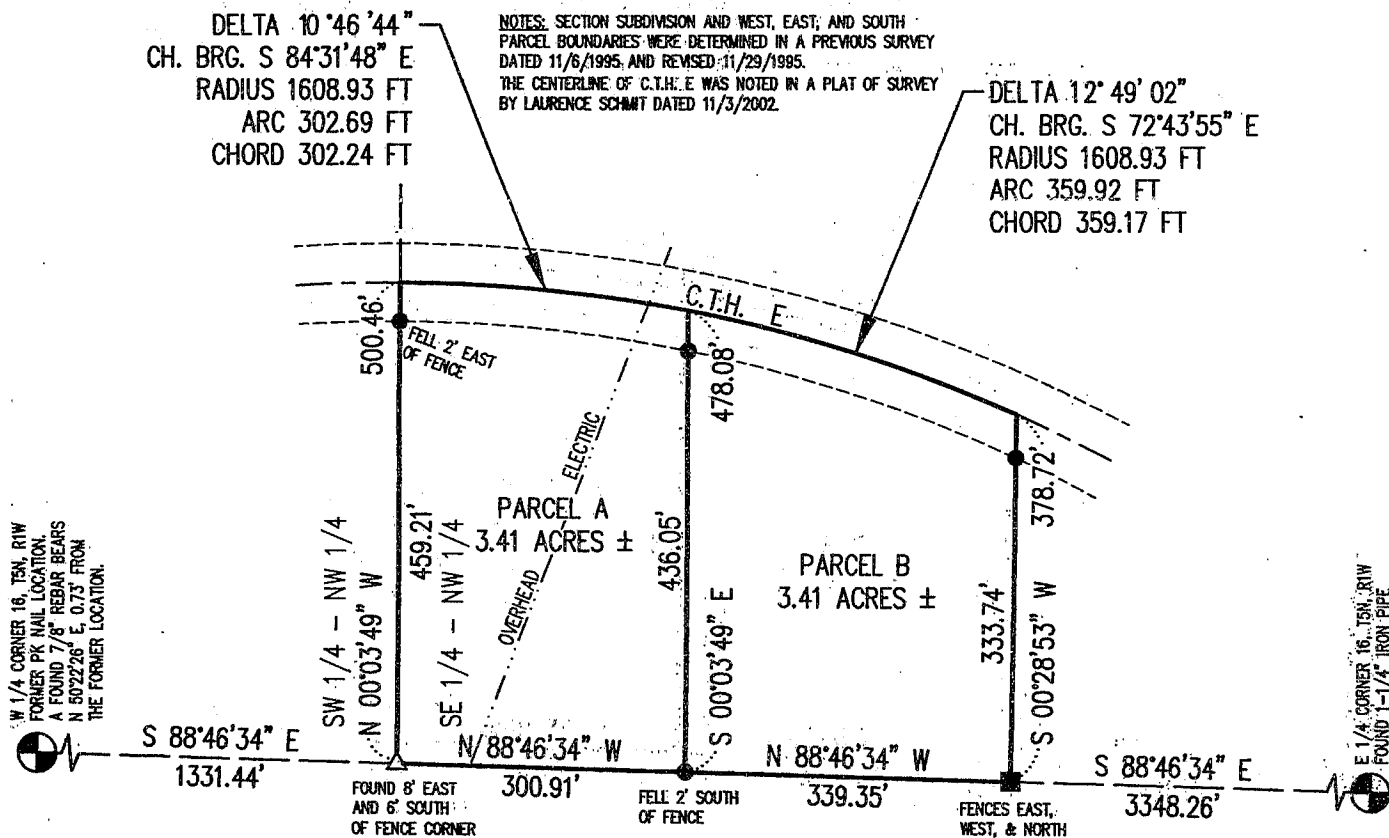 DELTA 10°46'44"
CH. BRG. S 84°31'48" E
RADIUS 1608.93 FT
ARC 302.69 FT
CHORD 302.24 FT
NOTES: SECTION SUBDIVISION AND WEST, EAST, AND SOUTH
PARCEL BOUNDARIES WERE DETERMINED IN A PREVIOUS SURVEY
DATED 11/6/1995, AND REVISED 11/29/1995.
THE CENTERLINE OF C.T.H. E WAS NOTED IN A PLAT OF SURVEY
BY LAURENCE SCHMIT DATED 11/3/2002.
DELTA 12°49'02"
CH. BRG. S 72°43'55" E
RADIUS 1608.93 FT
ARC 359.92 FT
CHORD 359.17 FT
C.T.H. E
500.46'
FELL 2' EAST
OF FENCE
478.08'
378.72'
OVERHEAD ELECTRIC
PARCEL A
3.41 ACRES ±
PARCEL B
3.41 ACRES ±
459.21'
436.05'
333.74'
SW 1/4 - NW 1/4
N 00°03'49" W
SE 1/4 - NW 1/4
S 00°03'49" E
S 00°28'53" W
W 1/4 CORNER 16, T5N, R1W
FORMER PK NAIL LOCATION.
A FOUND 7/8" REBAR BEARS
N 50°22'26" E, 0.73' FROM
THE FORMER LOCATION.
E 1/4 CORNER 16, T5N, R1W
FOUND 1-1/4" IRON PIPE
S 88°46'34" E
1331.44'
N 88°46'34" W
300.91'
N 88°46'34" W
339.35'
S 88°46'34" E
3348.26'
FOUND 8' EAST
AND 6' SOUTH
OF FENCE CORNER
FELL 2' SOUTH
OF FENCE
FENCES EAST,
WEST, & NORTH